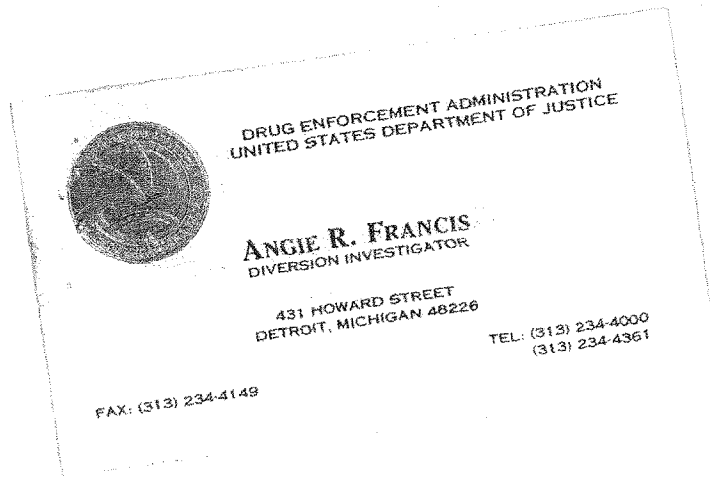 DRUG ENFORCEMENT ADMINISTRATION
UNITED STATES DEPARTMENT OF JUSTICE
ANGIE R. FRANCIS
DIVERSION INVESTIGATOR
431 HOWARD STREET
DETROIT, MICHIGAN 48226
TEL: (313) 234-4000
(313) 234-4361
FAX: (313) 234-4149